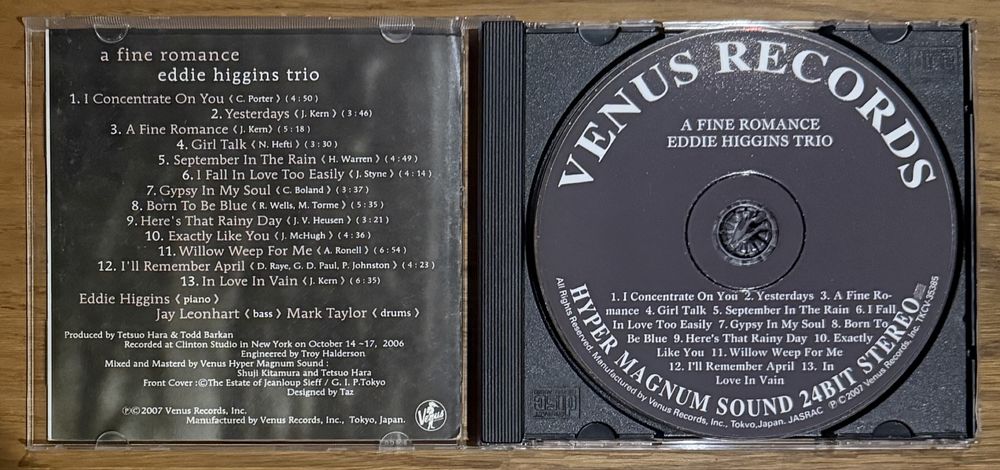 a fine romance
eddie higgins trio
1. I Concentrate On You《 C. Porter 》( 4 : 50 )
2. Yesterdays《 J. Kern 》( 3 : 46 )
3. A Fine Romance《 J. Kern 》( 5 : 18 )
4. Girl Talk《 N. Hefti 》( 3 : 30 )
5. September In The Rain《 H. Warren 》( 4 : 49 )
6. I Fall In Love Too Easily《 J. Styne 》( 4 : 14 )
7. Gypsy In My Soul《 C. Boland 》( 3 : 37 )
8. Born To Be Blue《 R. Wells, M. Torme 》( 5 : 35 )
9. Here's That Rainy Day《 J. V. Heusen 》( 3 : 21 )
10. Exactly Like You《 J. McHugh 》( 4 : 36 )
11. Willow Weep For Me《 A. Ronell 》( 6 : 54 )
12. I'll Remember April《 D. Raye, G. D. Paul, P. Johnston 》( 4 : 23 )
13. In Love In Vain《 J. Kern 》( 6 : 35 )
Eddie Higgins《 piano 》
Jay Leonhart《 bass 》Mark Taylor《 drums 》
Produced by Tetsuo Hara & Todd Barkan
Recorded at Clinton Studio in New York on October 14 ~17, 2006
Engineered by Troy Halderson
Mixed and Masterd by Venus Hyper Magnum Sound :
Shuji Kitamura and Tetsuo Hara
Front Cover : ©The Estate of Jeanloup Sieff / G. I. P.Tokyo
Designed by Taz
℗©2007 Venus Records, Inc.
Manufactured by Venus Records, Inc., Tokyo, Japan.
Venus
VENUS RECORDS
A FINE ROMANCE
EDDIE HIGGINS TRIO
1. I Concentrate On You 2. Yesterdays 3. A Fine Ro-
mance 4. Girl Talk 5. September In The Rain 6. I Fall
In Love Too Easily 7. Gypsy In My Soul 8. Born To
Be Blue 9. Here's That Rainy Day 10. Exactly
Like You 11. Willow Weep For Me
12. I'll Remember April 13. In
Love In Vain
HYPER MAGNUM SOUND 24BIT STEREO
All Rights Reserved. Manufactured by Venus Records, Inc., Tokyo,Japan. JASRAC ℗©2007 Venus Records, Inc. TKCV-35385